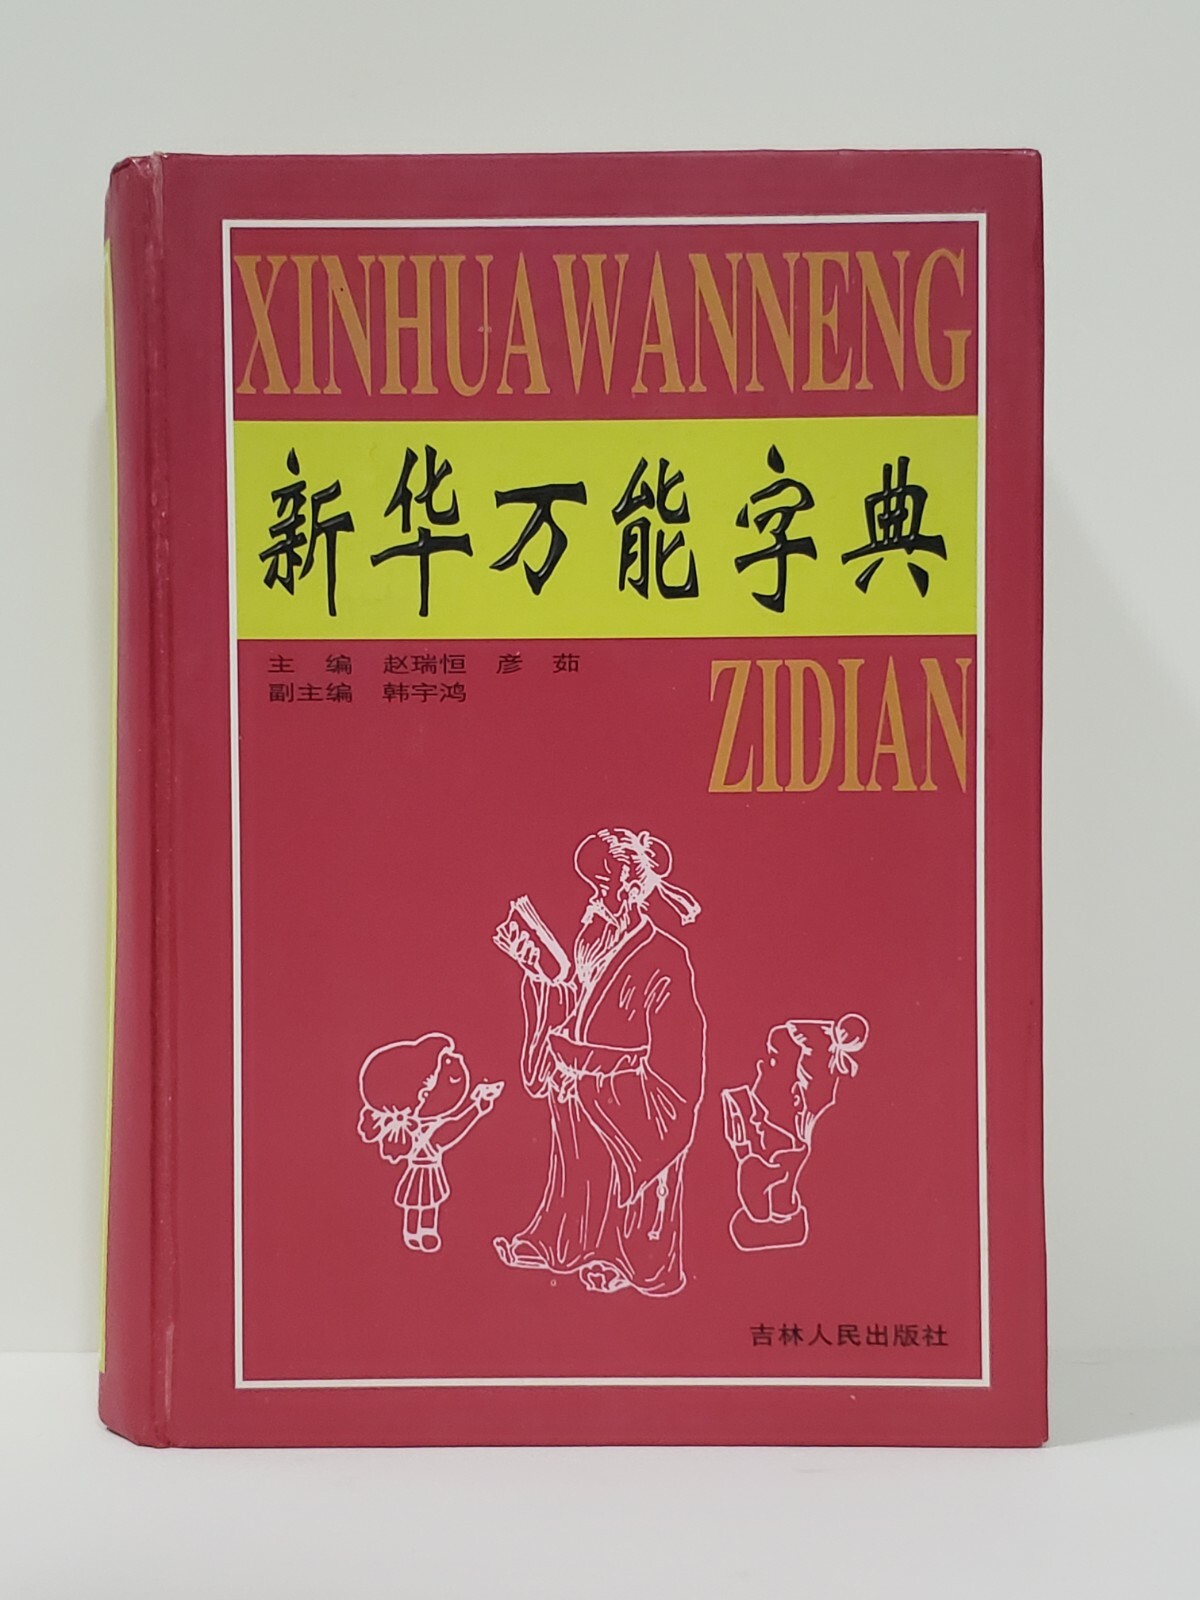 XINHUAWANNENG
新华万能字典
主 编 赵瑞恒 彦 茹
副主编 韩宇鸿
ZIDIAN
吉林人民出版社